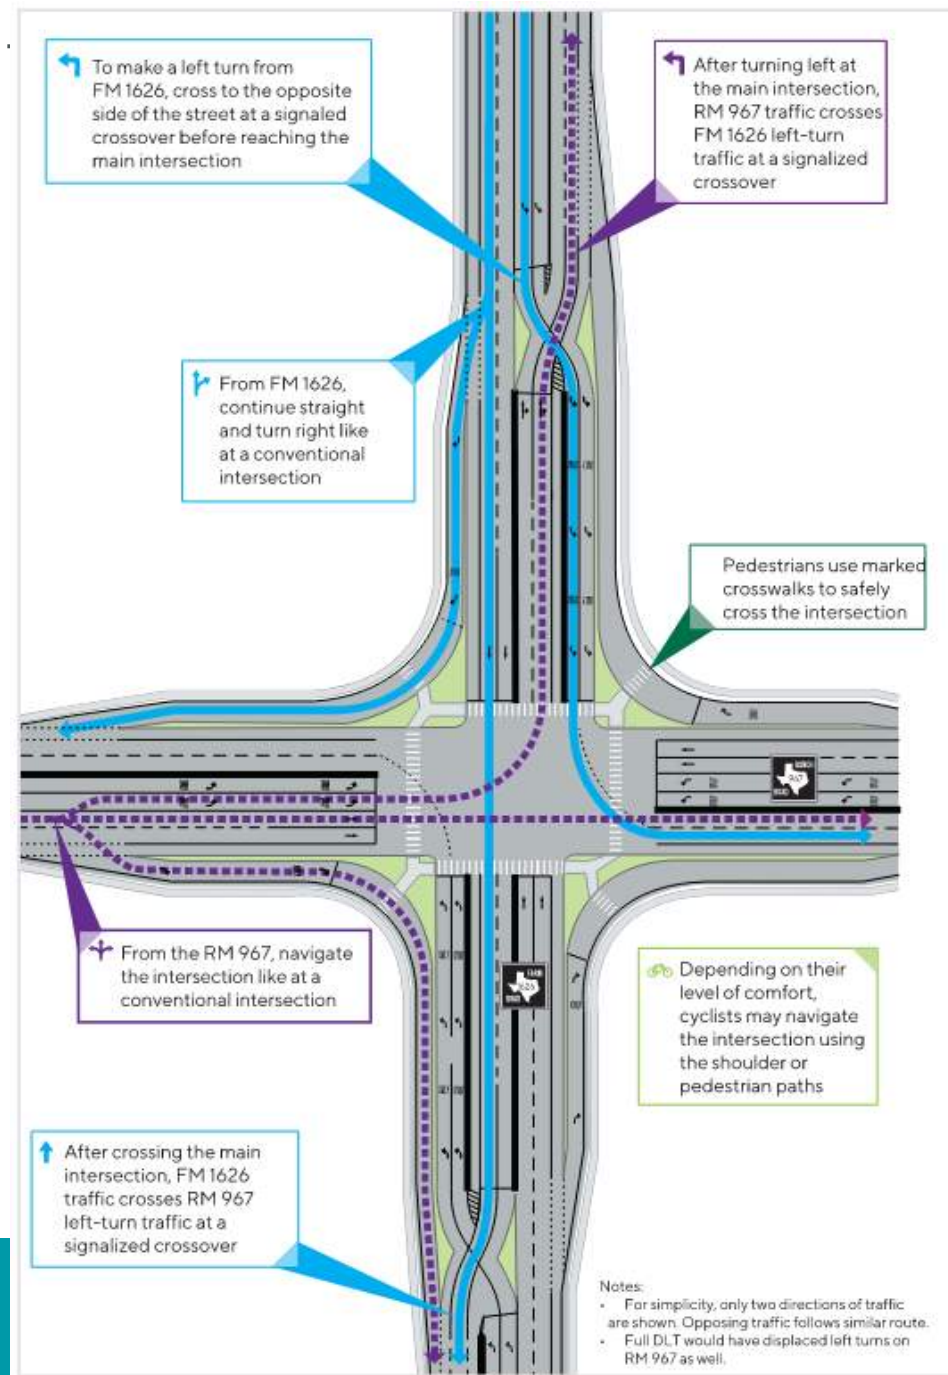 To make a left turn from
FM 1626, cross to the opposite
side of the street at a signaled
crossover before reaching the
main intersection
After turning left at
the main intersection,
RM 967 traffic crosses
FM 1626 left-turn
traffic at a signalized
crossover
From FM 1626,
continue straight
and turn right like
at a conventional
intersection
Pedestrians use marked
crosswalks to safely
cross the intersection
967
From the RM 967, navigate
the intersection like at a
conventional intersection
FARM
1626
ROAD
Depending on their
level of comfort,
cyclists may navigate
the intersection using
the shoulder or
pedestrian paths
After crossing the main
intersection, FM 1626
traffic crosses RM 967
left-turn traffic at a
signalized crossover
Notes:
- For simplicity, only two directions of traffic
are shown. Opposing traffic follows similar route.
- Full DLT would have displaced left turns on
RM 967 as well.